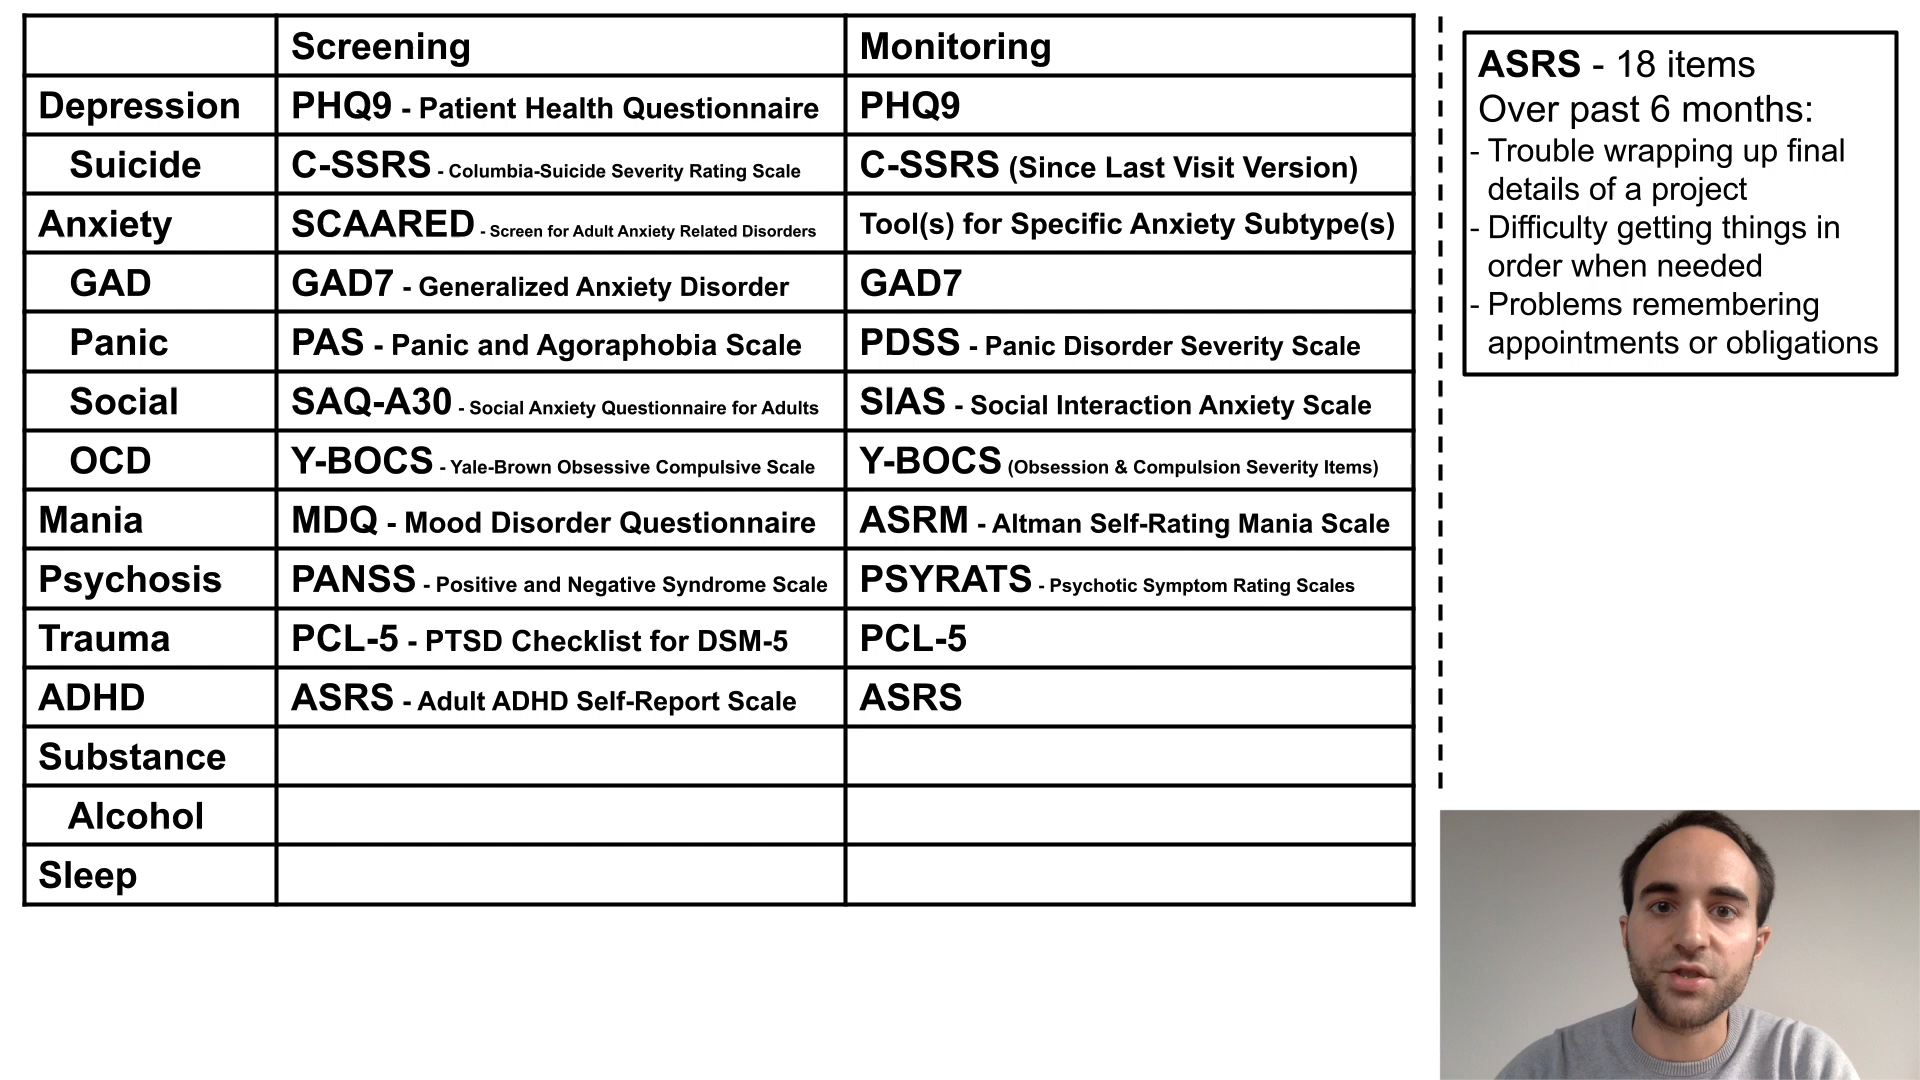 Screening Monitoring
Depression PHQ9 - Patient Health Questionnaire PHQ9
Suicide C-SSRS - Columbia-Suicide Severity Rating Scale C-SSRS (Since Last Visit Version)
Anxiety SCAARED - Screen for Adult Anxiety Related Disorders Tool(s) for Specific Anxiety Subtype(s)
GAD GAD7 - Generalized Anxiety Disorder GAD7
Panic PAS - Panic and Agoraphobia Scale PDSS - Panic Disorder Severity Scale
Social SAQ-A30 - Social Anxiety Questionnaire for Adults SIAS - Social Interaction Anxiety Scale
OCD Y-BOCS - Yale-Brown Obsessive Compulsive Scale Y-BOCS (Obsession & Compulsion Severity Items)
Mania MDQ - Mood Disorder Questionnaire ASRM - Altman Self-Rating Mania Scale
Psychosis PANSS - Positive and Negative Syndrome Scale PSYRATS - Psychotic Symptom Rating Scales
Trauma PCL-5 - PTSD Checklist for DSM-5 PCL-5
ADHD ASRS - Adult ADHD Self-Report Scale ASRS
Substance
Alcohol
Sleep
ASRS - 18 items
Over past 6 months:
- Trouble wrapping up final
details of a project
- Difficulty getting things in
order when needed
- Problems remembering
appointments or obligations